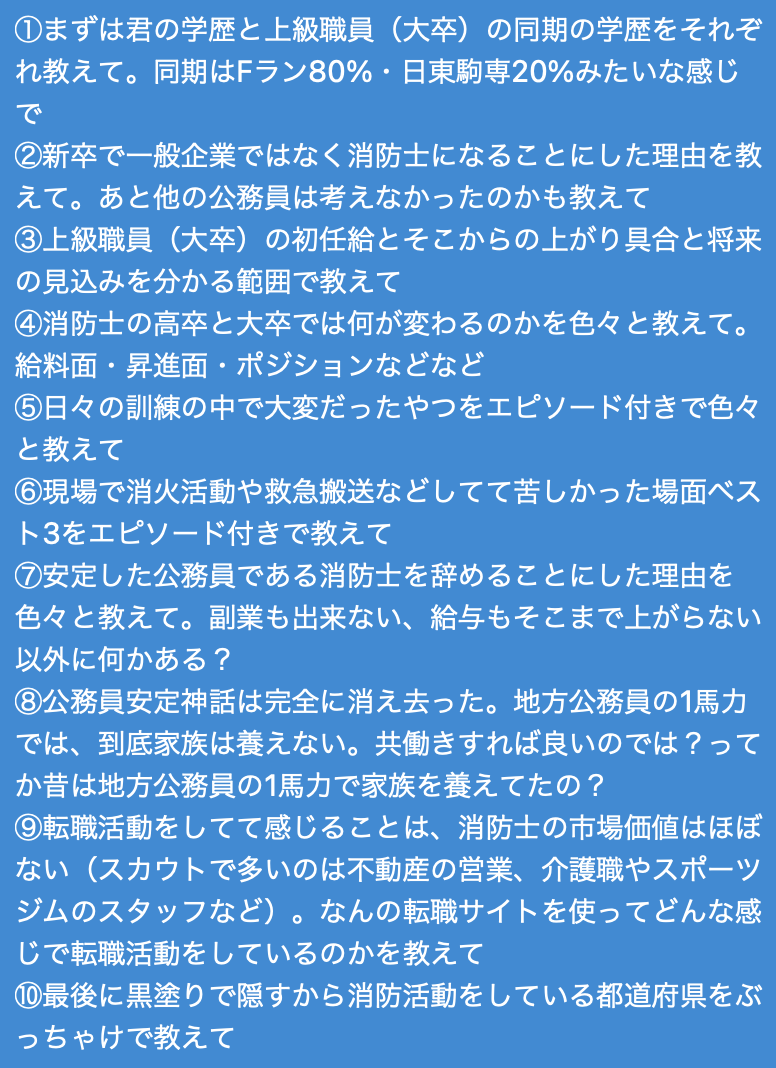 ①まずは君の学歴と上級職員（大卒）の同期の学歴をそれぞ
れ教えて。同期はFラン80%・日東駒専20%みたいな感じ
で
②新卒で一般企業ではなく消防士になることにした理由を教
えて。あと他の公務員は考えなかったのかも教えて
③上級職員（大卒）の初任給とそこからの上がり具合と将来
の見込みを分かる範囲で教えて
④消防士の高卒と大卒では何が変わるのかを色々と教えて。
給料面・昇進面・ポジションなどなど
⑤日々の訓練の中で大変だったやつをエピソード付きで色々
と教えて
⑥現場で消火活動や救急搬送などしてて苦しかった場面ベス
ト3をエピソード付きで教えて
⑦安定した公務員である消防士を辞めることにした理由を
色々と教えて。副業も出来ない、給与もそこまで上がらない
以外に何かある？
⑧公務員安定神話は完全に消え去った。地方公務員の1馬力
では、到底家族は養えない。共働きすれば良いのでは？って
か昔は地方公務員の1馬力で家族を養えてたの？
⑨転職活動をしてて感じることは、消防士の市場価値はほぼ
ない（スカウトで多いのは不動産の営業、介護職やスポーツ
ジムのスタッフなど）。なんの転職サイトを使ってどんな感
じで転職活動をしているのかを教えて
⑩最後に黒塗りで隠すから消防活動をしている都道府県をぶ
っちゃけで教えて